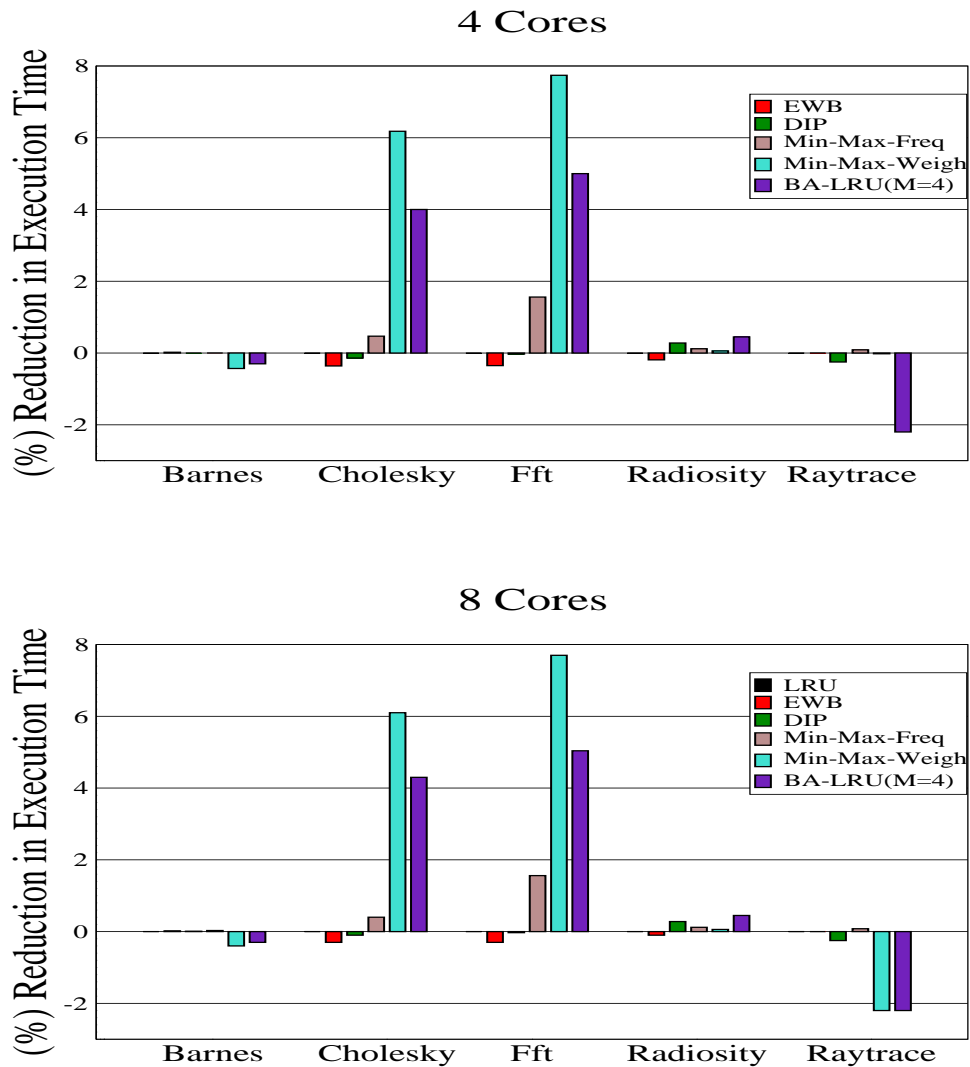 4 Cores
(%) Reduction in Execution Time
8
6
4
2
0
-2
EWB
DIP
Min-Max-Freq
Min-Max-Weigh
BA-LRU(M=4)
Barnes Cholesky Fft Radiosity Raytrace
8 Cores
(%) Reduction in Execution Time
8
6
4
2
0
-2
LRU
EWB
DIP
Min-Max-Freq
Min-Max-Weigh
BA-LRU(M=4)
Barnes Cholesky Fft Radiosity Raytrace